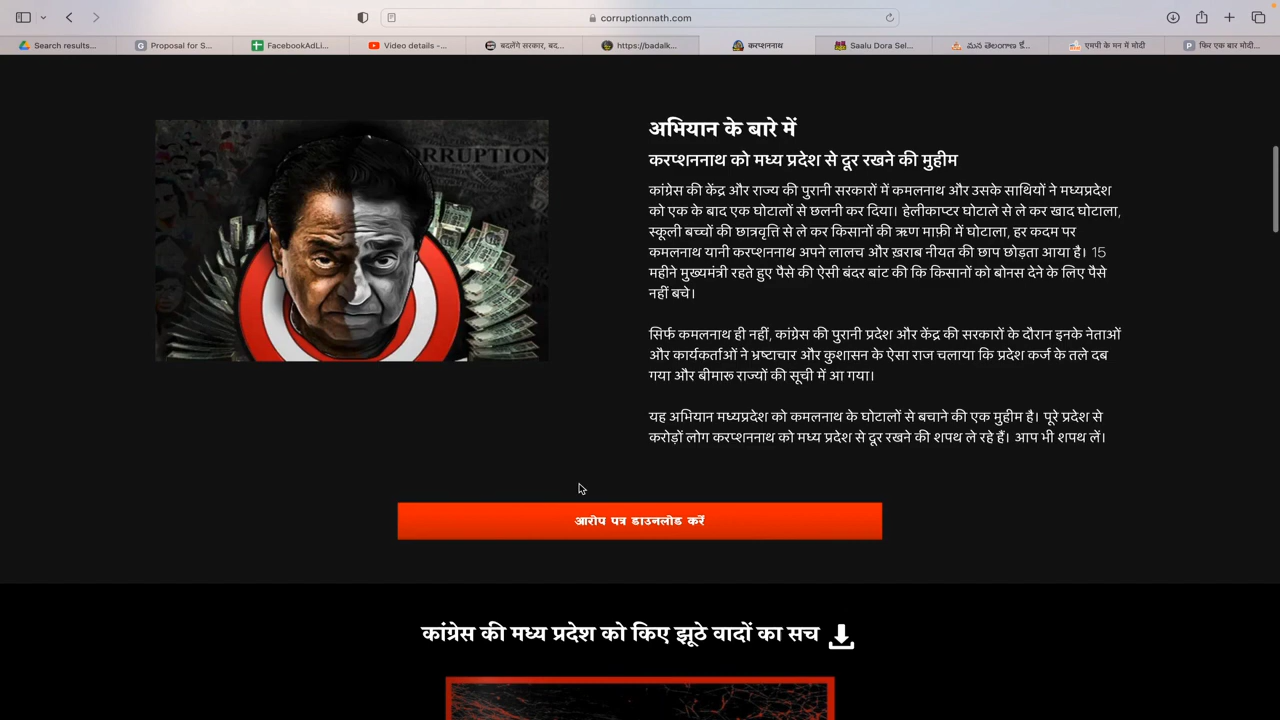 corruptionnath.com
Search results...
Proposal for S...
FacebookAdLi...
Video details -...
बदलेंगे सरकार, बद...
https://badalk...
करप्शननाथ
Saalu Dora Sel...
మన తెలంగాణ కే...
एमपी के मन में मोदी
फिर एक बार मोदी...
CORRUPTION
अभियान के बारे में
करप्शननाथ को मध्य प्रदेश से दूर रखने की मुहीम
कांग्रेस की केंद्र और राज्य की पुरानी सरकारों में कमलनाथ और उसके साथियों ने मध्यप्रदेश
को एक के बाद एक घोटालों से छलनी कर दिया। हेलीकाप्टर घोटाले से ले कर खाद घोटाला,
स्कूली बच्चों की छात्रवृत्ति से ले कर किसानों की ऋण माफ़ी में घोटाला, हर कदम पर
कमलनाथ यानी करप्शननाथ अपने लालच और ख़राब नीयत की छाप छोड़ता आया है। 15
महीने मुख्यमंत्री रहते हुए पैसे की ऐसी बंदर बांट की कि किसानों को बोनस देने के लिए पैसे
नहीं बचे।
सिर्फ कमलनाथ ही नहीं, कांग्रेस की पुरानी प्रदेश और केंद्र की सरकारों के दौरान इनके नेताओं
और कार्यकर्ताओं ने भ्रष्टाचार और कुशासन के ऐसा राज चलाया कि प्रदेश कर्ज के तले दब
गया और बीमारू राज्यों की सूची में आ गया।
यह अभियान मध्यप्रदेश को कमलनाथ के घोटालों से बचाने की एक मुहीम है। पूरे प्रदेश से
करोड़ों लोग करप्शननाथ को मध्य प्रदेश से दूर रखने की शपथ ले रहे हैं। आप भी शपथ लें।
आरोप पत्र डाउनलोड करें
कांग्रेस की मध्य प्रदेश को किए झूठे वादों का सच